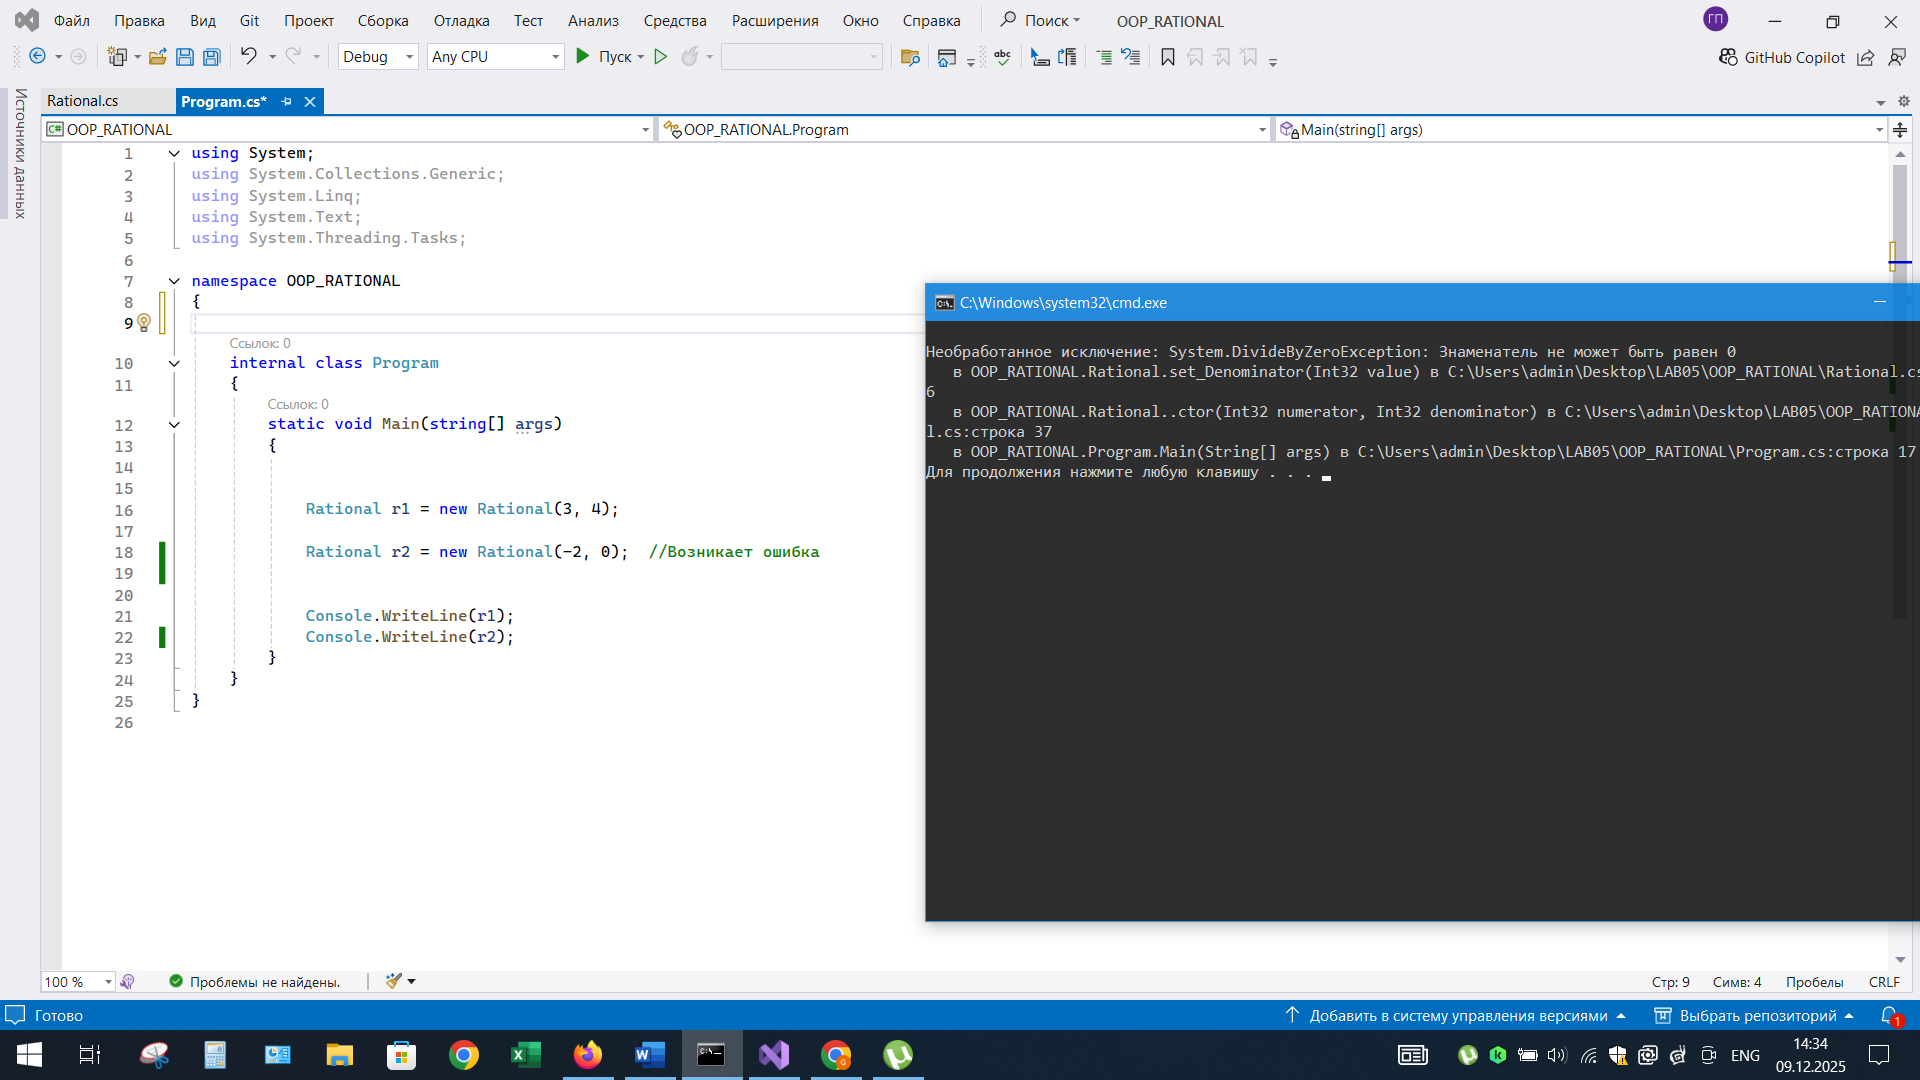 Файл Правка Вид Git Проект Сборка Отладка Тест Анализ Средства Расширения Окно Справка Поиск OOP_RATIONAL ГП
Debug Any CPU Пуск GitHub Copilot
Источники данных
Rational.cs Program.cs*
C# OOP_RATIONAL OOP_RATIONAL.Program Main(string[] args)
1 using System;
2 using System.Collections.Generic;
3 using System.Linq;
4 using System.Text;
5 using System.Threading.Tasks;
6
7 namespace OOP_RATIONAL
8 {
9
Ссылок: 0
10 internal class Program
11 {
Ссылок: 0
12 static void Main(string[] args)
13 {
14
15
16 Rational r1 = new Rational(3, 4);
17
18 Rational r2 = new Rational(-2, 0); //Возникает ошибка
19
20
21 Console.WriteLine(r1);
22 Console.WriteLine(r2);
23 }
24 }
25 }
26
C:\Windows\system32\cmd.exe
Необработанное исключение: System.DivideByZeroException: Знаменатель не может быть равен 0
в OOP_RATIONAL.Rational.set_Denominator(Int32 value) в C:\Users\admin\Desktop\LAB05\OOP_RATIONAL\Rational.cs
6
в OOP_RATIONAL.Rational..ctor(Int32 numerator, Int32 denominator) в C:\Users\admin\Desktop\LAB05\OOP_RATIONA
l.cs:строка 37
в OOP_RATIONAL.Program.Main(String[] args) в C:\Users\admin\Desktop\LAB05\OOP_RATIONAL\Program.cs:строка 17
Для продолжения нажмите любую клавишу . . .
100 % Проблемы не найдены. Стр: 9 Симв: 4 Пробелы CRLF
Готово Добавить в систему управления версиями Выбрать репозиторий 1
ENG 14:34
09.12.2025